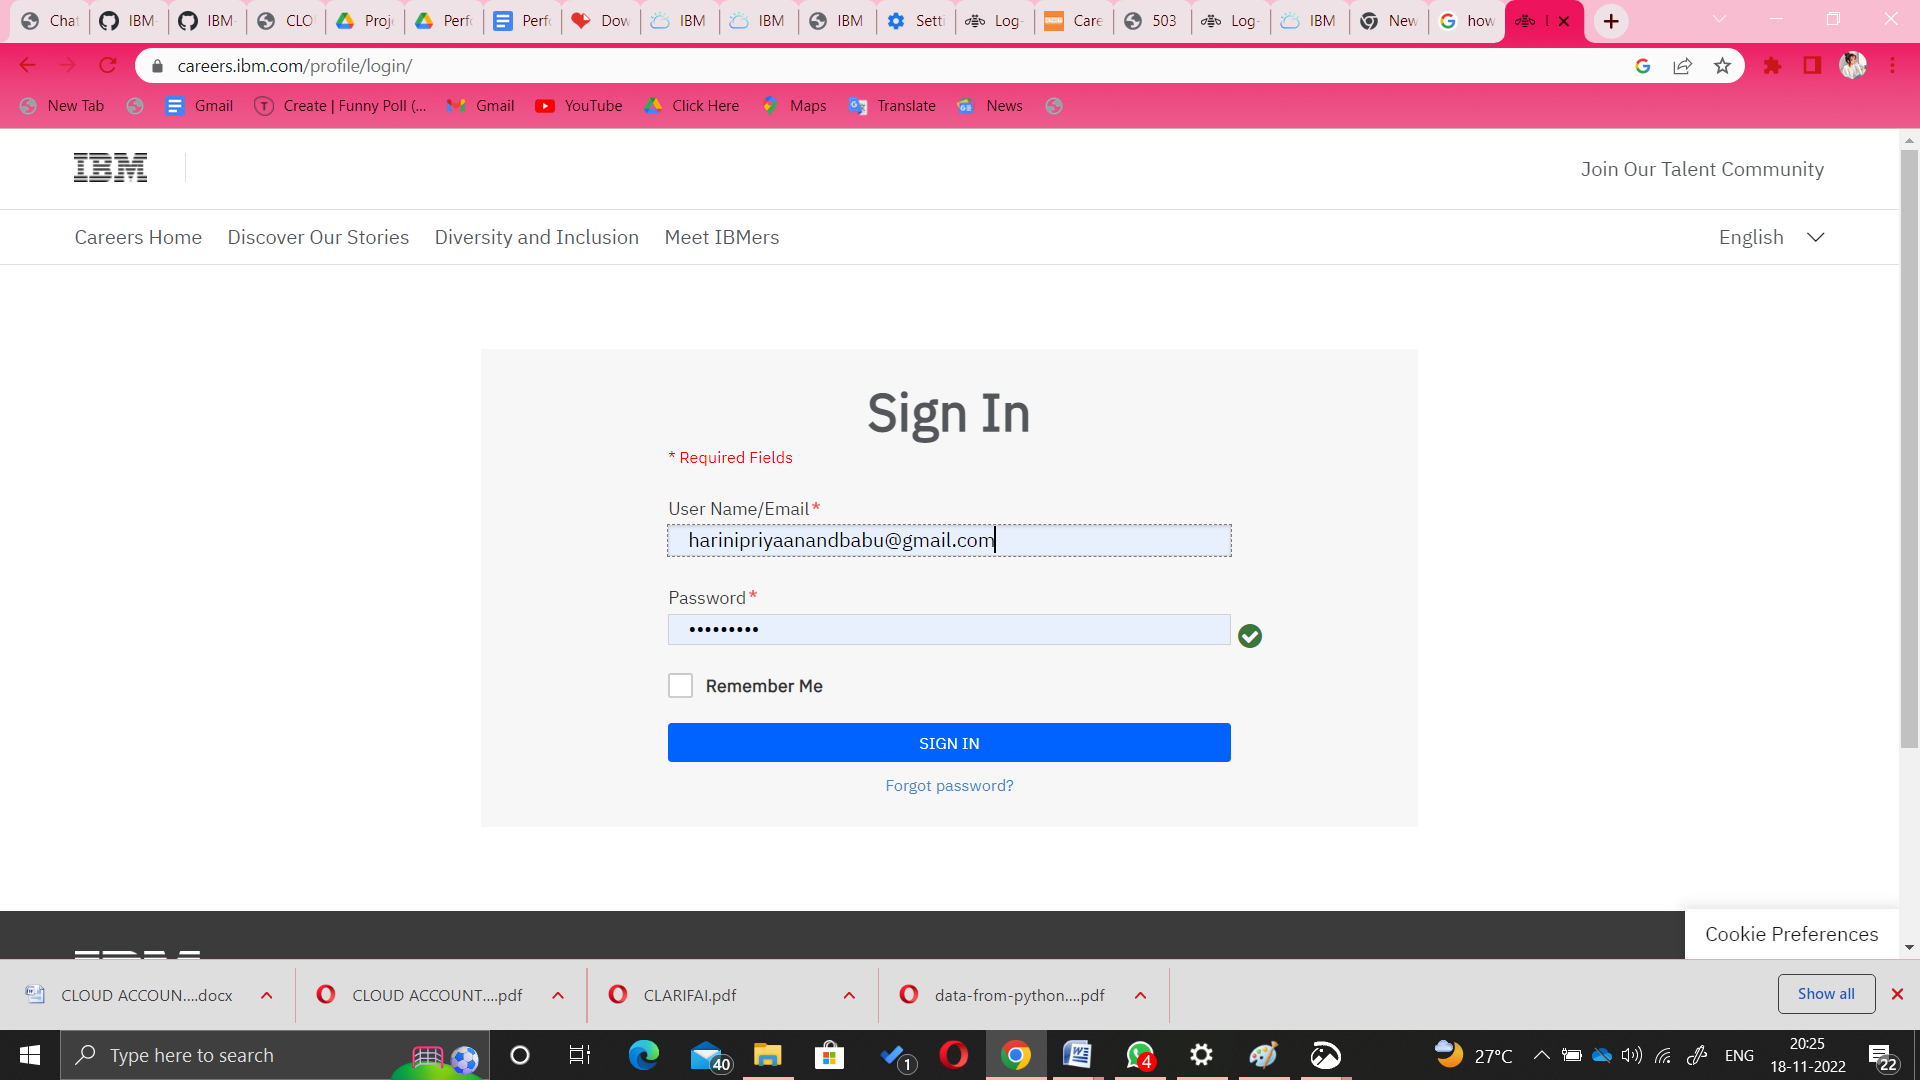 Chat IBM- IBM- CLO Proj Perfo Perfo Dow IBM IBM IBM Setti Log- Care 503 Log- IBM New how
careers.ibm.com/profile/login/
New Tab Gmail Create | Funny Poll (... Gmail YouTube Click Here Maps Translate News
IBM
Join Our Talent Community
Careers Home Discover Our Stories Diversity and Inclusion Meet IBMers English
Sign In
* Required Fields
User Name/Email*
harinipriyaanandbabu@gmail.com
Password*
•••••••••
Remember Me
SIGN IN
Forgot password?
Cookie Preferences
CLOUD ACCOUN....docx CLOUD ACCOUNT....pdf CLARIFAI.pdf data-from-python....pdf Show all
Type here to search 40 1 4 27°C ENG 20:25
18-11-2022 22